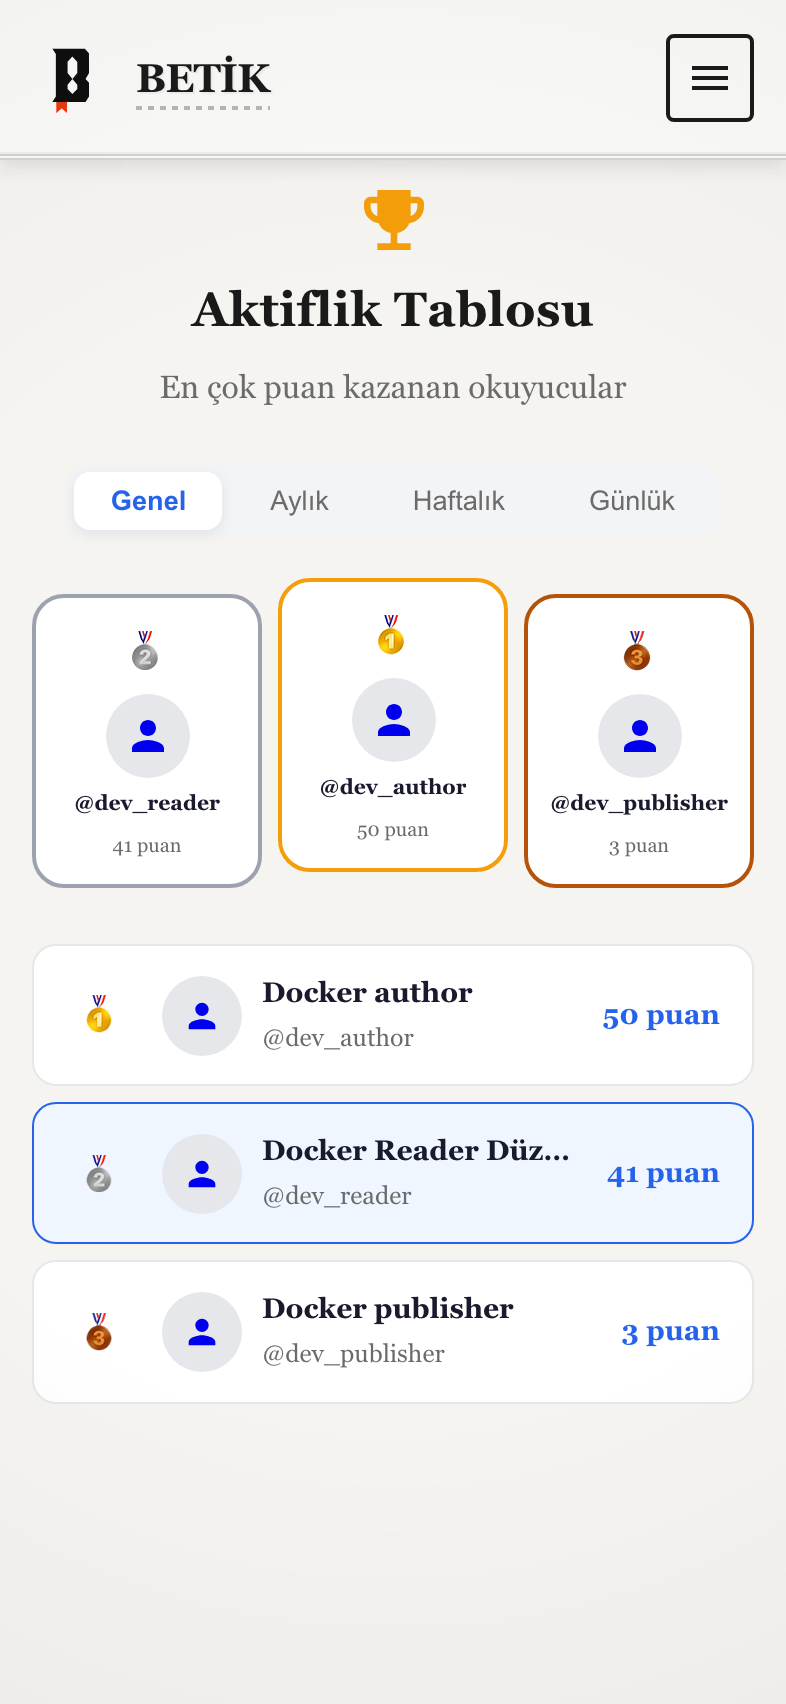 BETİK
Aktiflik Tablosu
En çok puan kazanan okuyucular
Genel Aylık Haftalık Günlük
2
@dev_reader
41 puan
1
@dev_author
50 puan
3
@dev_publisher
3 puan
1
Docker author
@dev_author
50 puan
2
Docker Reader Düz...
@dev_reader
41 puan
3
Docker publisher
@dev_publisher
3 puan